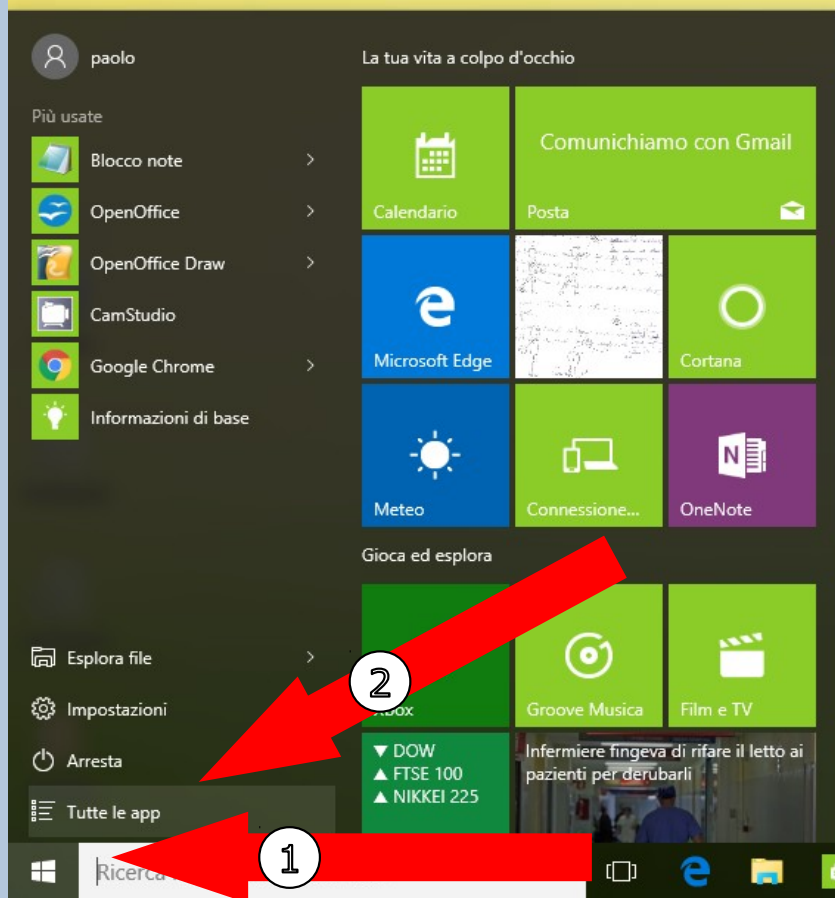 paolo
Più usate
Blocco note
OpenOffice
OpenOffice Draw
CamStudio
Google Chrome
Informazioni di base
Esplora file
Impostazioni
Arresta
Tutte le app
La tua vita a colpo d'occhio
Calendario
Comunichiamo con Gmail
Posta
Microsoft Edge
Cortana
Meteo
Connessione...
OneNote
Gioca ed esplora
2
Xbox
Groove Musica
Film e TV
▼ DOW
▲ FTSE 100
▲ NIKKEI 225
Infermiere fingeva di rifare il letto ai
pazienti per derubarli
1